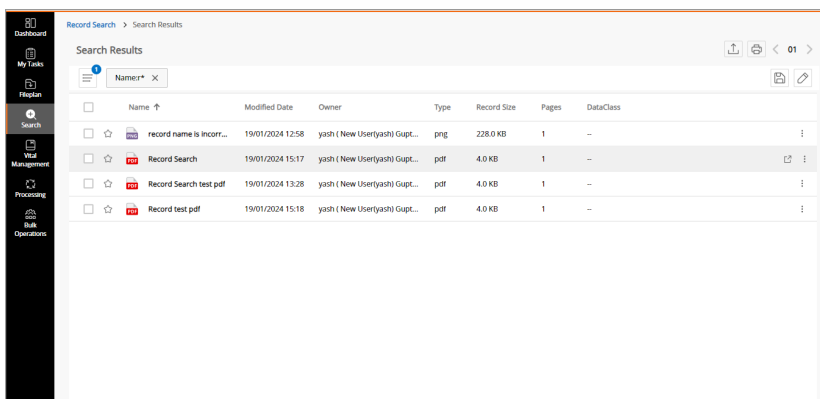 Dashboard
My Tasks
Fileplan
Search
Vital
Management
Processing
Bulk
Operations
Record Search > Search Results
Search Results
01
1
Name:r*
Name Modified Date Owner Type Record Size Pages DataClass
PNG record name is incorr... 19/01/2024 12:58 yash ( New User(yash) Gupt... png 228.0 KB 1 --
PDF Record Search 19/01/2024 15:17 yash ( New User(yash) Gupt... pdf 4.0 KB 1 --
PDF Record Search test pdf 19/01/2024 13:28 yash ( New User(yash) Gupt... pdf 4.0 KB 1 --
PDF Record test pdf 19/01/2024 15:18 yash ( New User(yash) Gupt... pdf 4.0 KB 1 --